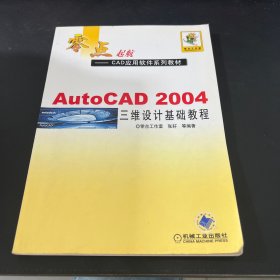 零点
起航
CAD应用软件系列教材
AutoCAD 2004
三维设计基础教程
零点工作室 张轩 等编著
机械工业出版社
CHINA MACHINE PRESS